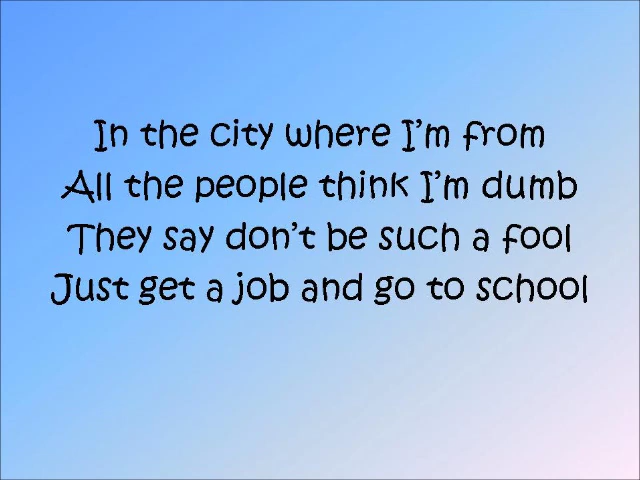 In the city where I'm from
All the people think I'm dumb
They say don't be such a fool
Just get a job and go to school